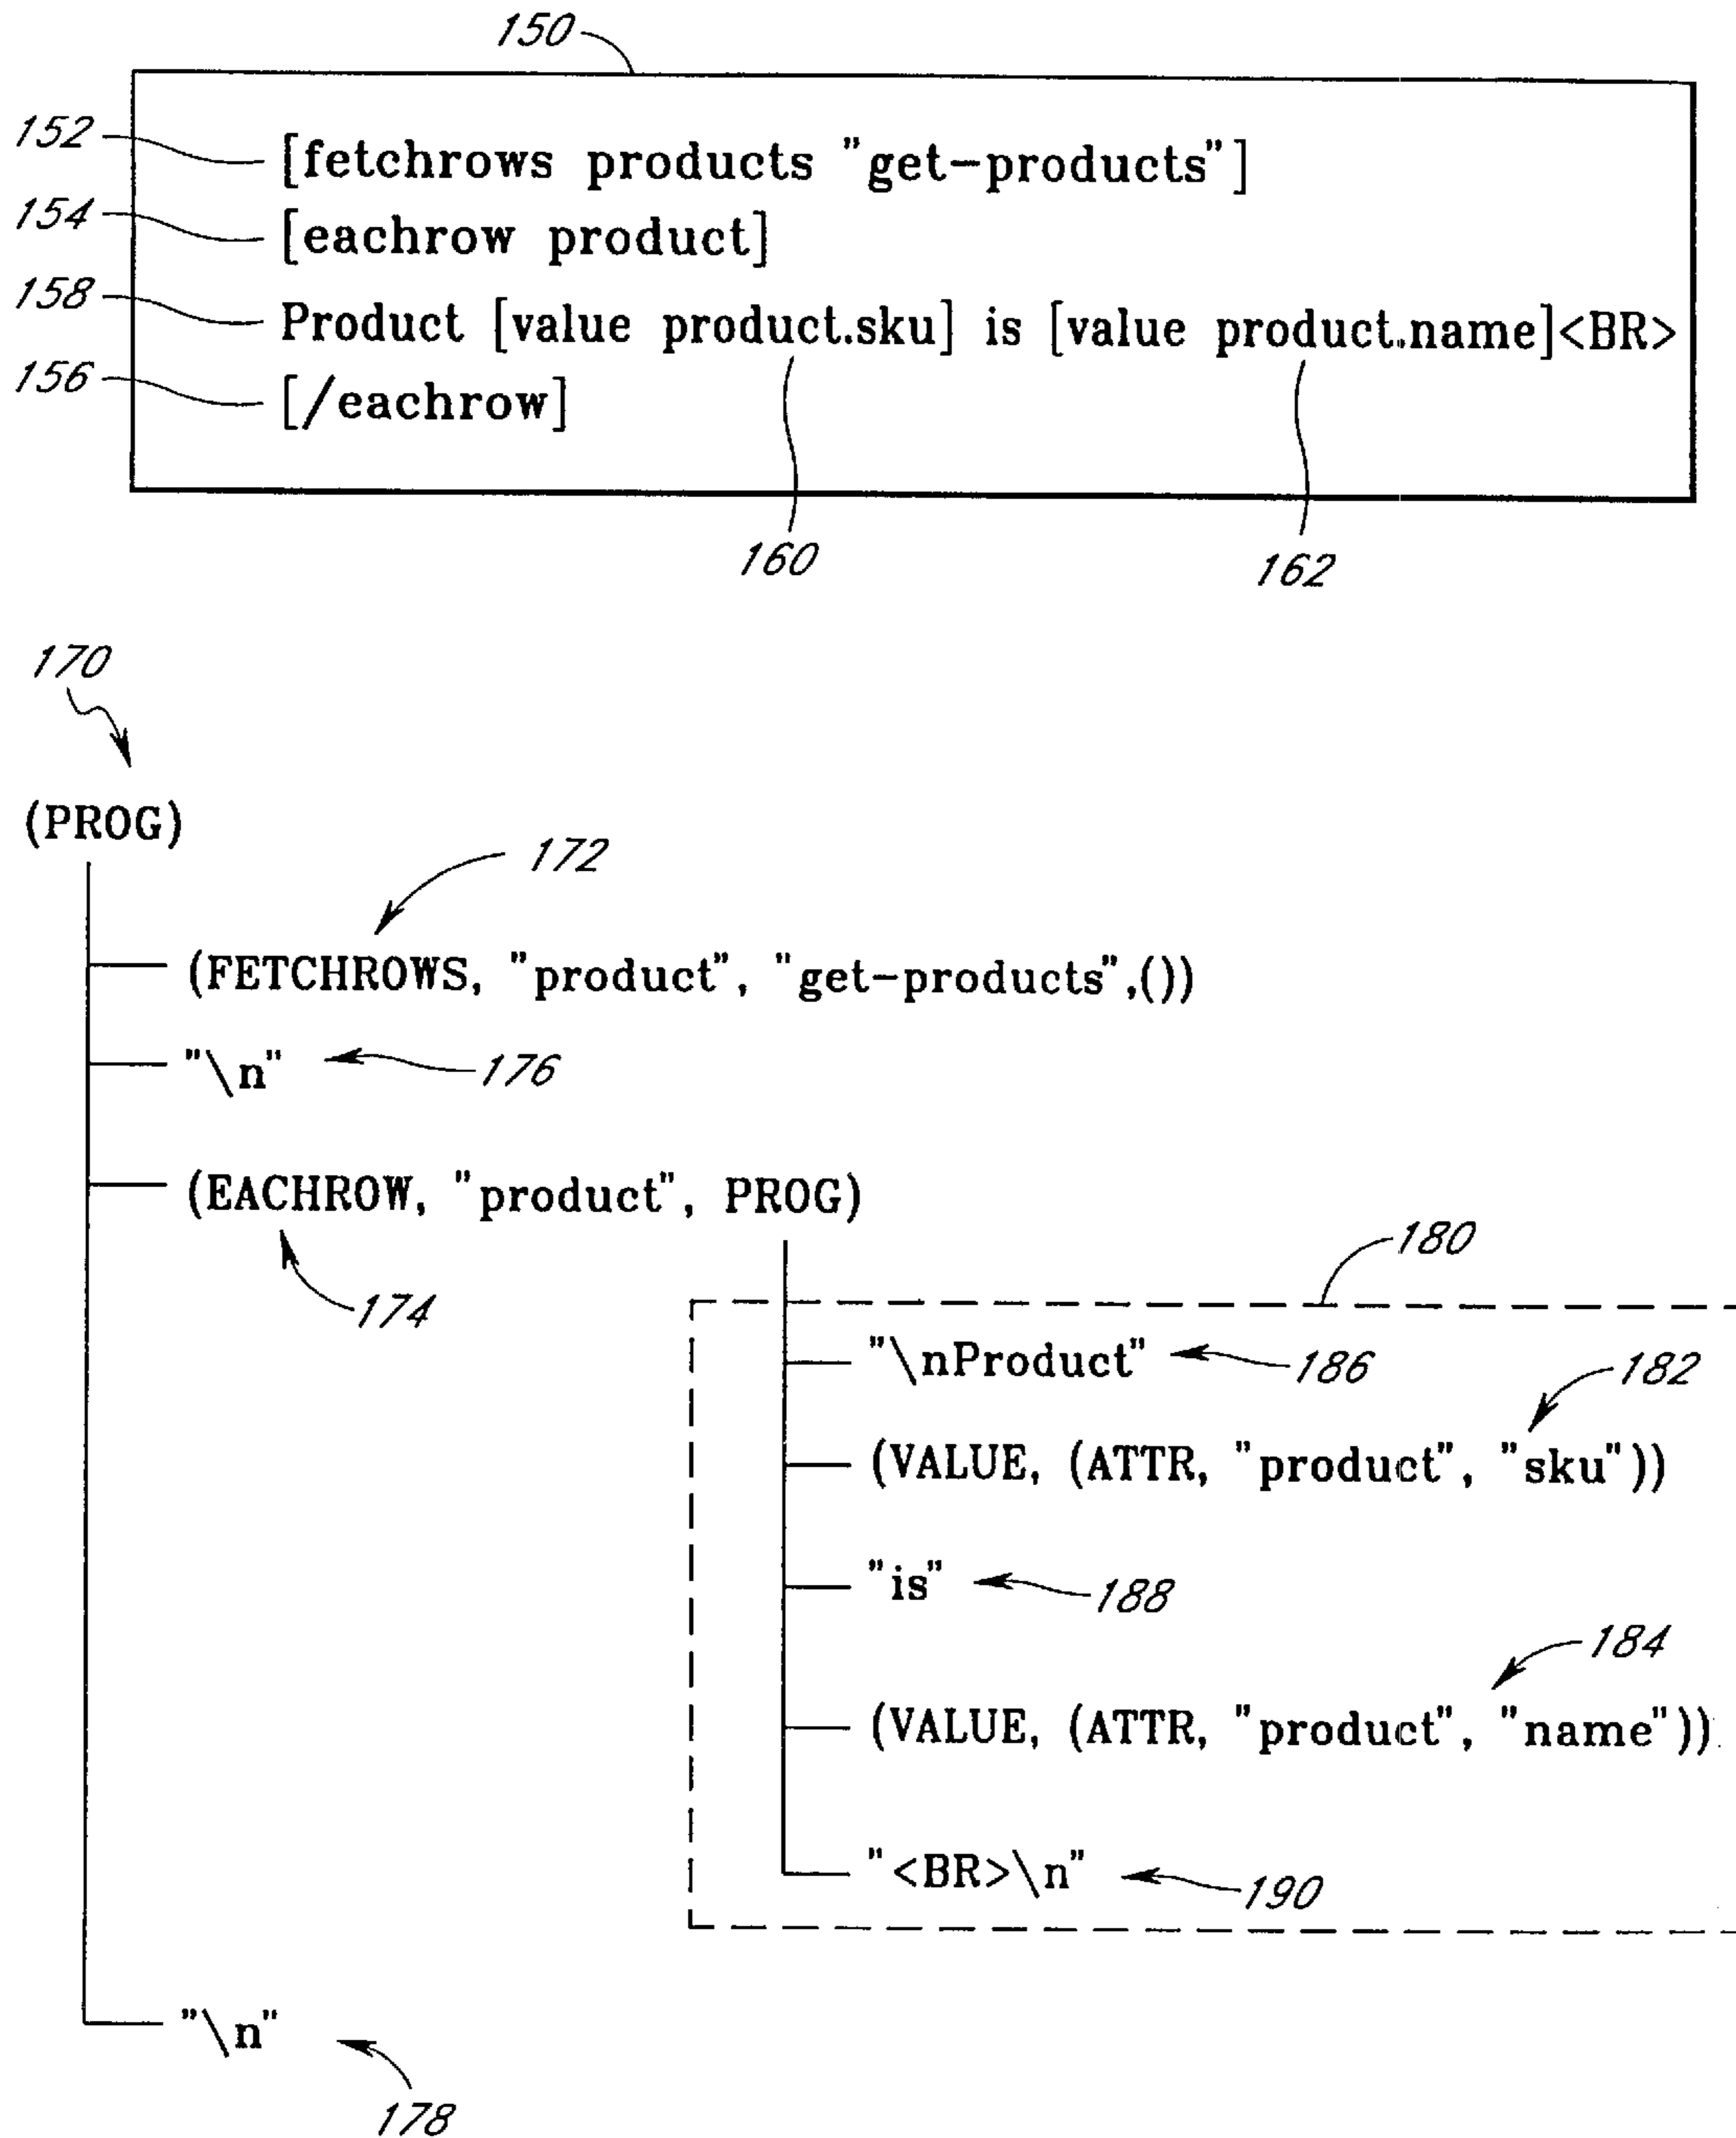 150
152 [fetchrows products "get-products"]
154 [eachrow product]
158 Product [value product.sku] is [value product.name]<BR>
156 [/eachrow]
160 162
170
(PROG)
172
(FETCHROWS, "product", "get-products",())
"\n" 176
(EACHROW, "product", PROG)
174 180
"\nProduct" 186 182
(VALUE, (ATTR, "product", "sku"))
"is" 188
184
(VALUE, (ATTR, "product", "name"))
"<BR>\n" 190
"\n"
178